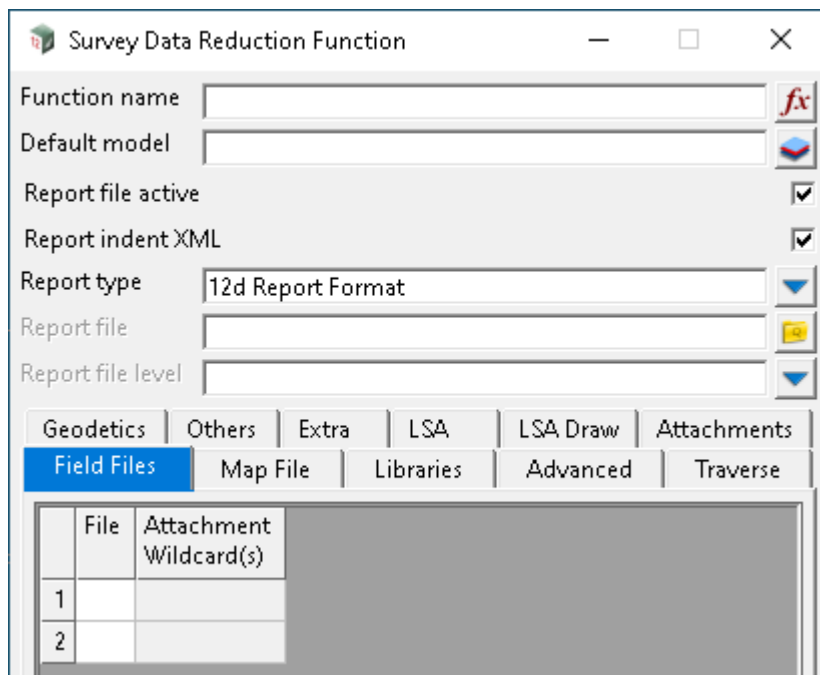 Survey Data Reduction Function
Function name
fx
Default model
Report file active
Report indent XML
Report type 12d Report Format
Report file
Report file level
Geodetics Others Extra LSA LSA Draw Attachments
Field Files Map File Libraries Advanced Traverse
File Attachment
Wildcard(s)
1
2